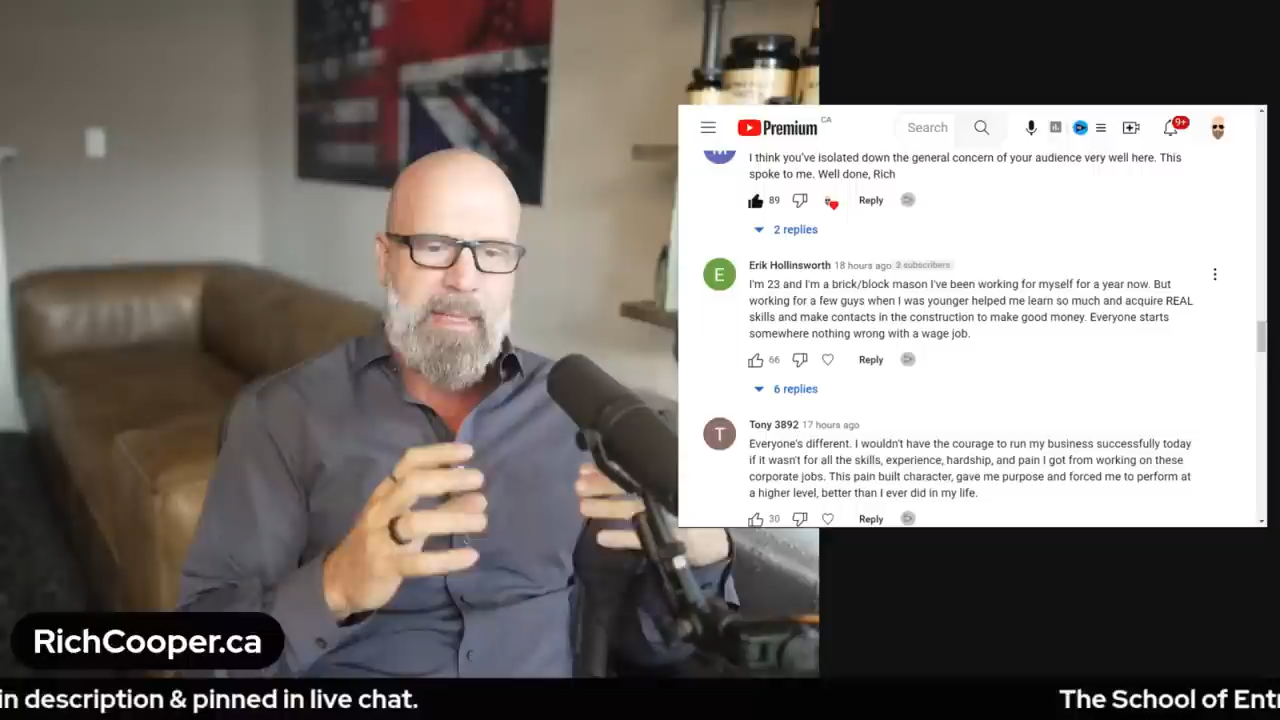 Premium
CA
Search
9+
I think you've isolated down the general concern of your audience very well here. This
spoke to me. Well done, Rich
89
Reply
2 replies
E
Erik Hollinsworth 18 hours ago 2 subscribers
I'm 23 and I'm a brick/block mason I've been working for myself for a year now. But
working for a few guys when I was younger helped me learn so much and acquire REAL
skills and make contacts in the construction to make good money. Everyone starts
somewhere nothing wrong with a wage job.
66
Reply
6 replies
T
Tony 3892 17 hours ago
Everyone's different. I wouldn't have the courage to run my business successfully today
if it wasn't for all the skills, experience, hardship, and pain I got from working on these
corporate jobs. This pain built character, gave me purpose and forced me to perform at
a higher level, better than I ever did in my life.
30
Reply
RichCooper.ca
in description & pinned in live chat.
The School of Ent